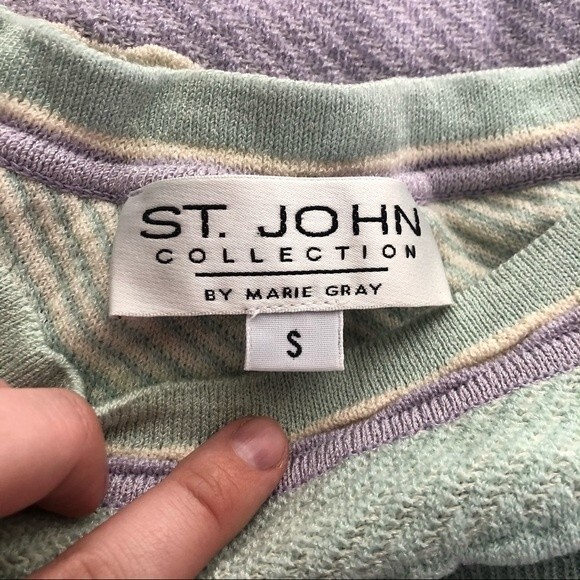 ST. JOHN
COLLECTION
BY MARIE GRAY
S